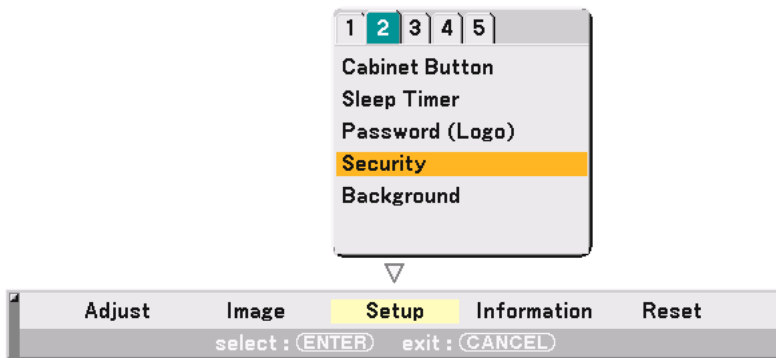 1 2 3 4 5
Cabinet Button
Sleep Timer
Password (Logo)
Security
Background
Adjust Image Setup Information Reset
select : ENTER exit : CANCEL